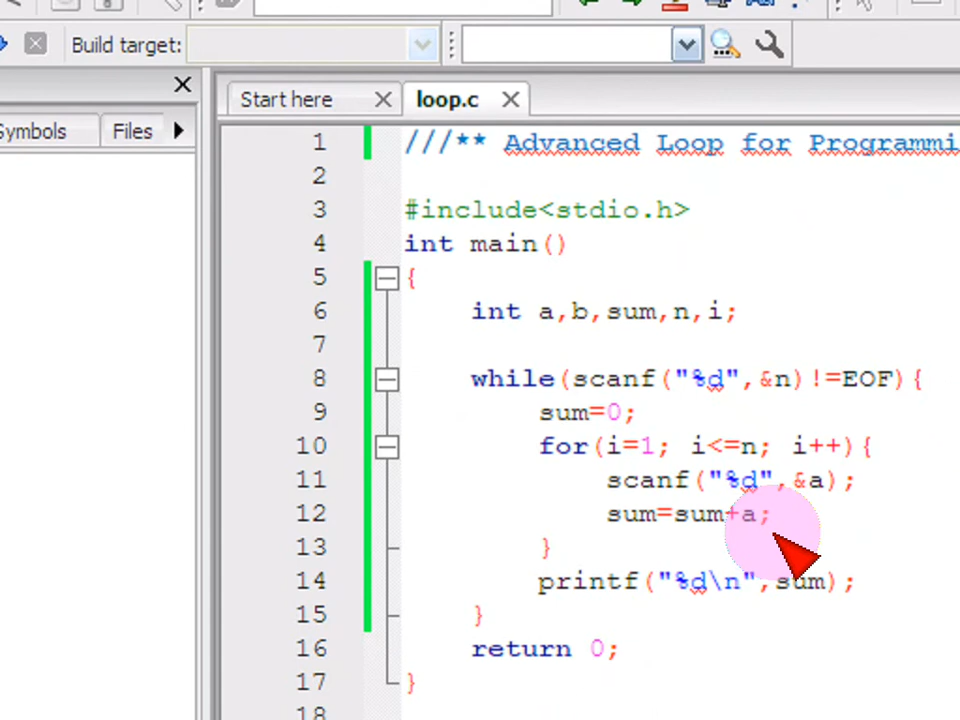 Build target:
Symbols Files
Start here loop.c
1 ///** Advanced Loop for Programmi
2
3 #include<stdio.h>
4 int main()
5 {
6 int a,b,sum,n,i;
7
8 while(scanf("%d",&n)!=EOF){
9 sum=0;
10 for(i=1; i<=n; i++){
11 scanf("%d",&a);
12 sum=sum+a;
13 }
14 printf("%d\n",sum);
15 }
16 return 0;
17 }
18